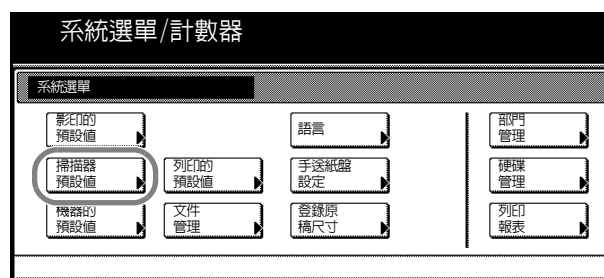 系統選單/計數器
系統選單
影印的
預設值
語言
部門
管理
掃描器
預設值
列印的
預設值
手送紙盤
設定
硬碟
管理
機器的
預設值
文件
管理
登錄原
稿尺寸
列印
報表